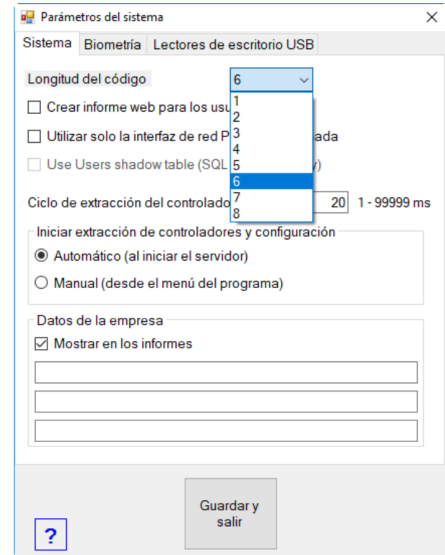 Parámetros del sistema
Sistema Biometría Lectores de escritorio USB
Longitud del código 6
1
Crear informe web para los usu
2
3
Utilizar solo la interfaz de red P ada
4
Use Users shadow table (SQL 5 )
6
7
Ciclo de extracción del controlado 20 1 - 99999 ms
8
Iniciar extracción de controladores y configuración
Automático (al iniciar el servidor)
Manual (desde el menú del programa)
Datos de la empresa
Mostrar en los informes
Guardar y
salir
?